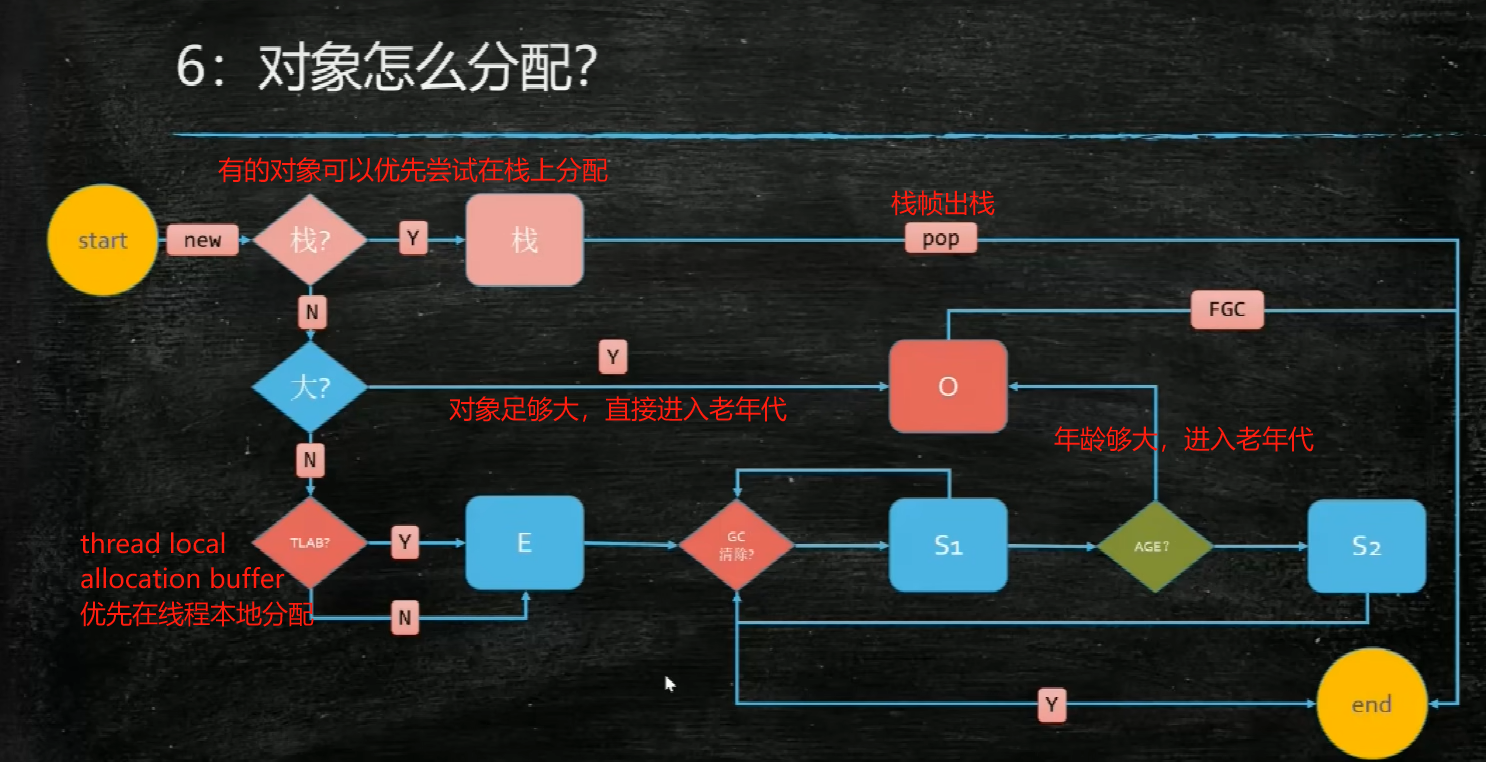 6：对象怎么分配？
有的对象可以优先尝试在栈上分配
栈帧出栈
start
new
栈?
Y
栈
pop
N
FGC
Y
大?
O
对象足够大，直接进入老年代
年龄够大，进入老年代
N
thread local
allocation buffer
优先在线程本地分配
TLAB?
Y
E
GC
清除?
S1
AGE?
S2
N
Y
end